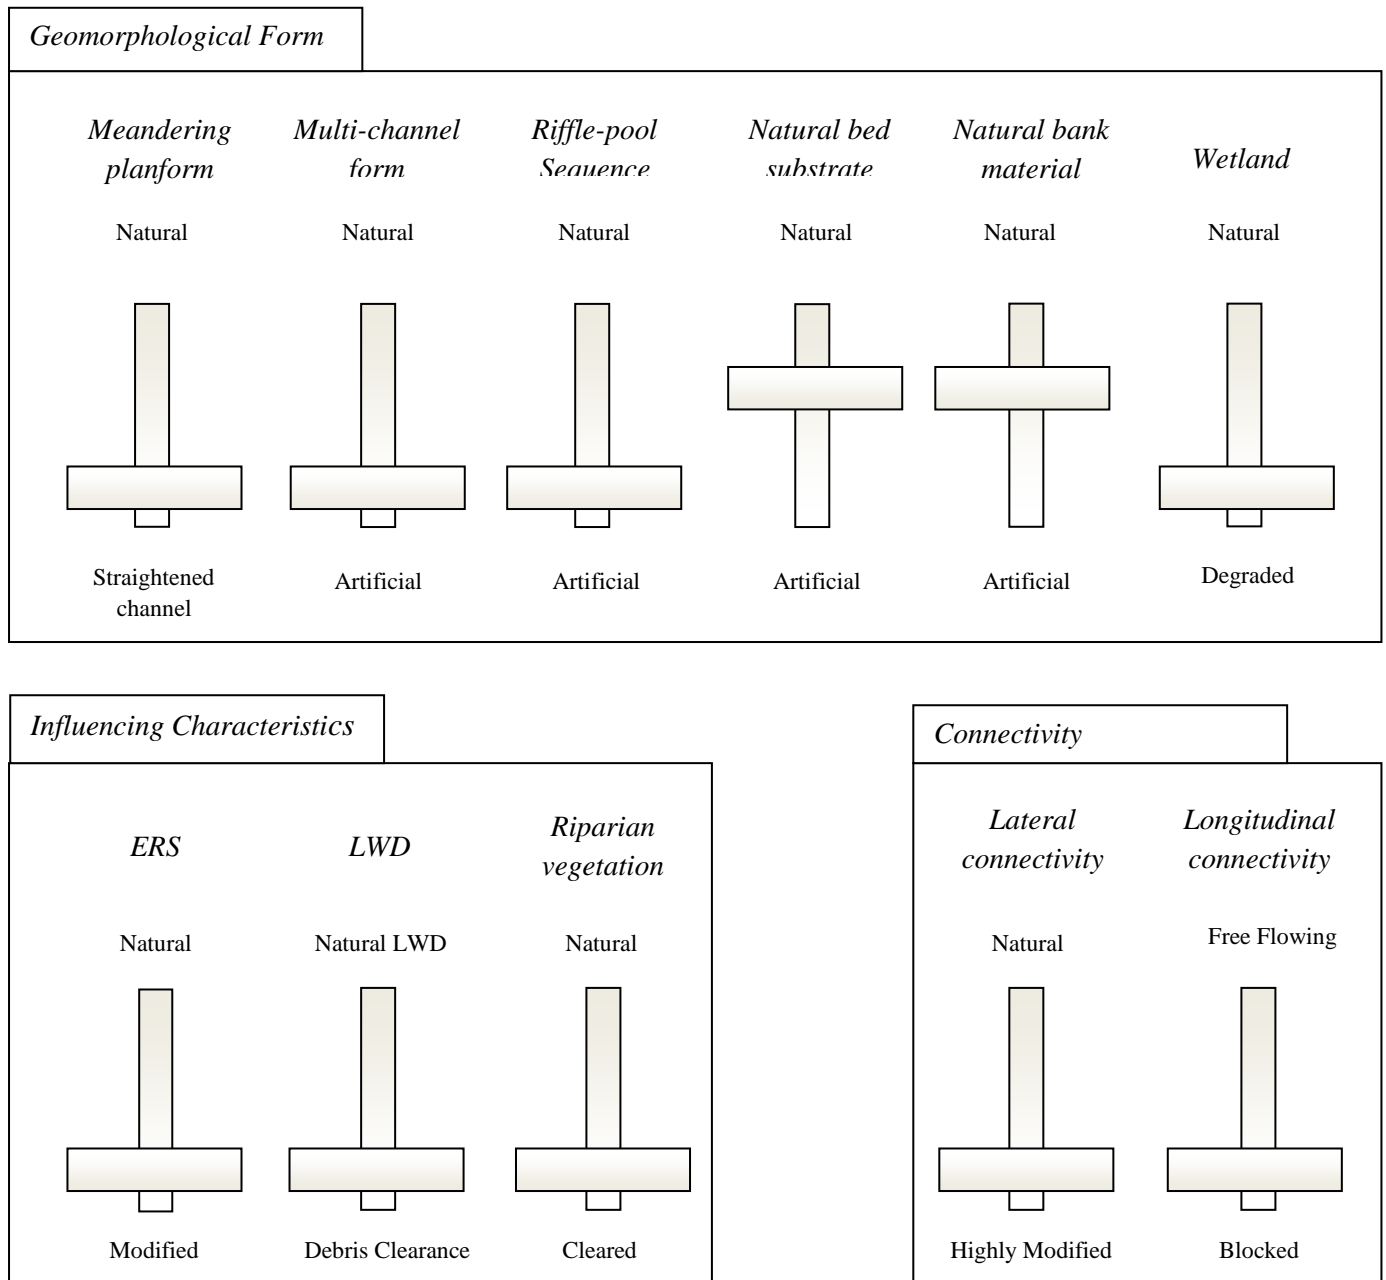 Geomorphological Form
Meandering planform
Multi-channel form
Riffle-pool Sequence
Natural bed substrate
Natural bank material
Wetland
Natural
Natural
Natural
Natural
Natural
Natural
Straightened channel
Artificial
Artificial
Artificial
Artificial
Degraded
Influencing Characteristics
ERS
LWD
Riparian vegetation
Natural
Natural LWD
Natural
Modified
Debris Clearance
Cleared
Connectivity
Lateral connectivity
Longitudinal connectivity
Natural
Free Flowing
Highly Modified
Blocked